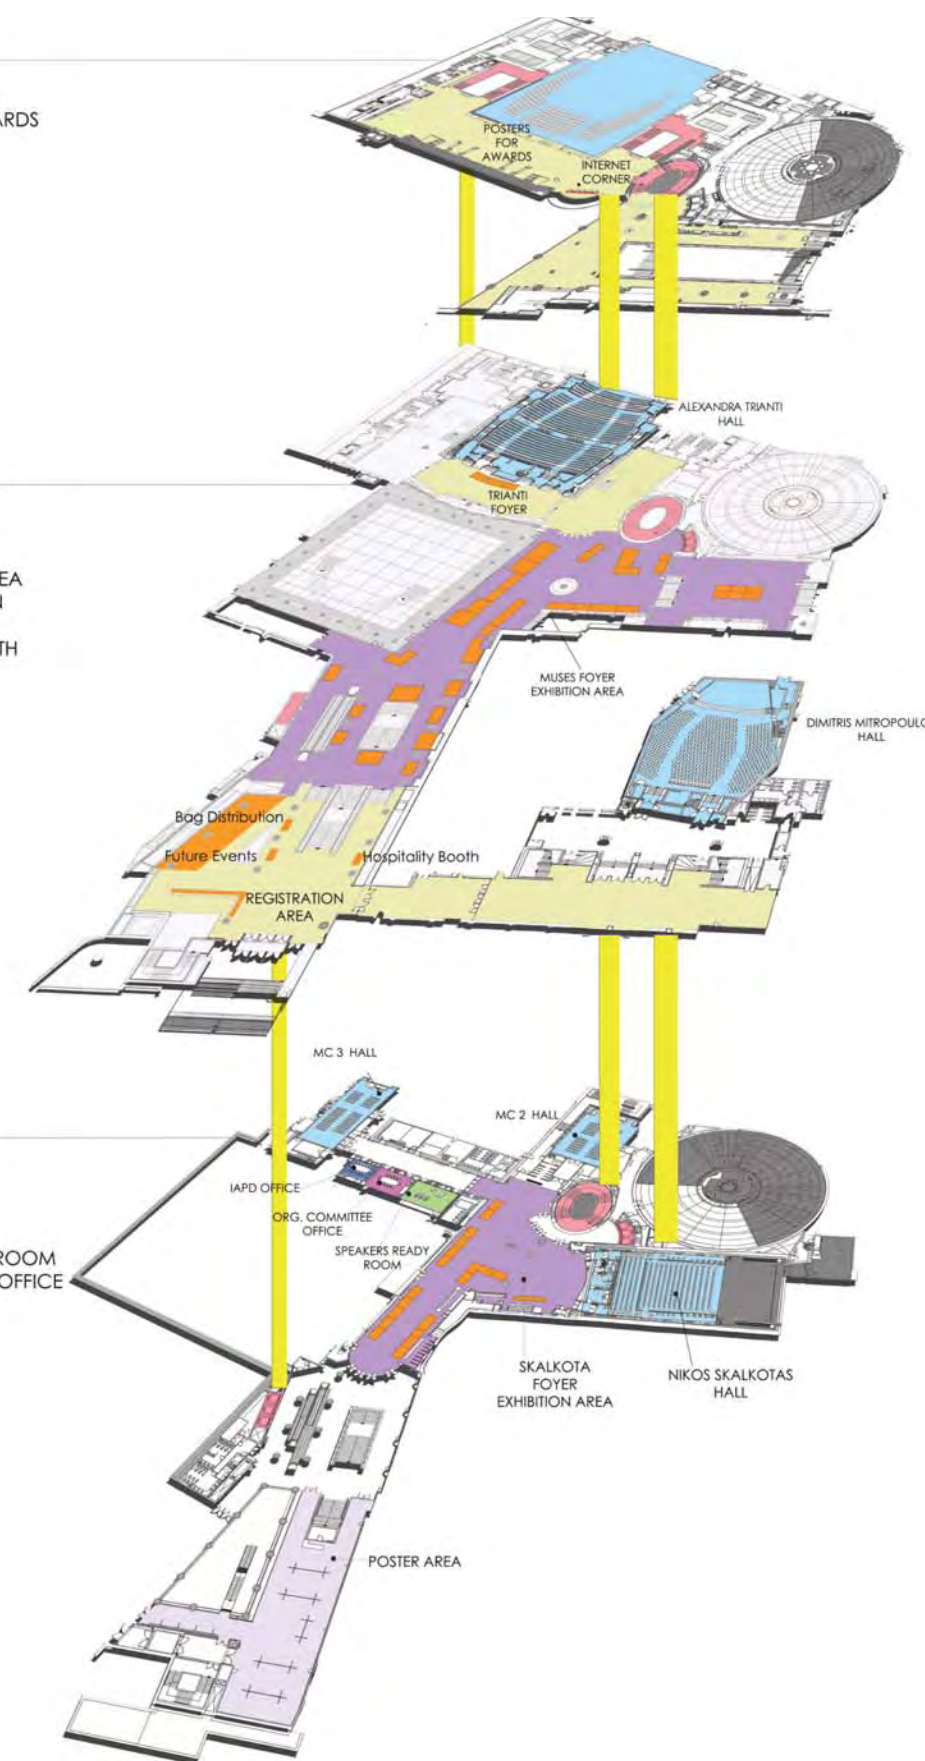 ARDS
POSTERS
FOR
AWARDS
INTERNET
CORNER
ALEXANDRA TRIANTI
HALL
TRIANTI
FOYER
EA
N
TH
MUSES FOYER
EXHIBITION AREA
DIMITRIS MITROPOULO
HALL
Bag Distribution
Future Events
Hospitality Booth
REGISTRATION
AREA
MC 3 HALL
MC 2 HALL
IAPD OFFICE
ORG. COMMITTEE
OFFICE
SPEAKERS READY
ROOM
ROOM
OFFICE
SKALKOTA
FOYER
EXHIBITION AREA
NIKOS SKALKOTAS
HALL
POSTER AREA